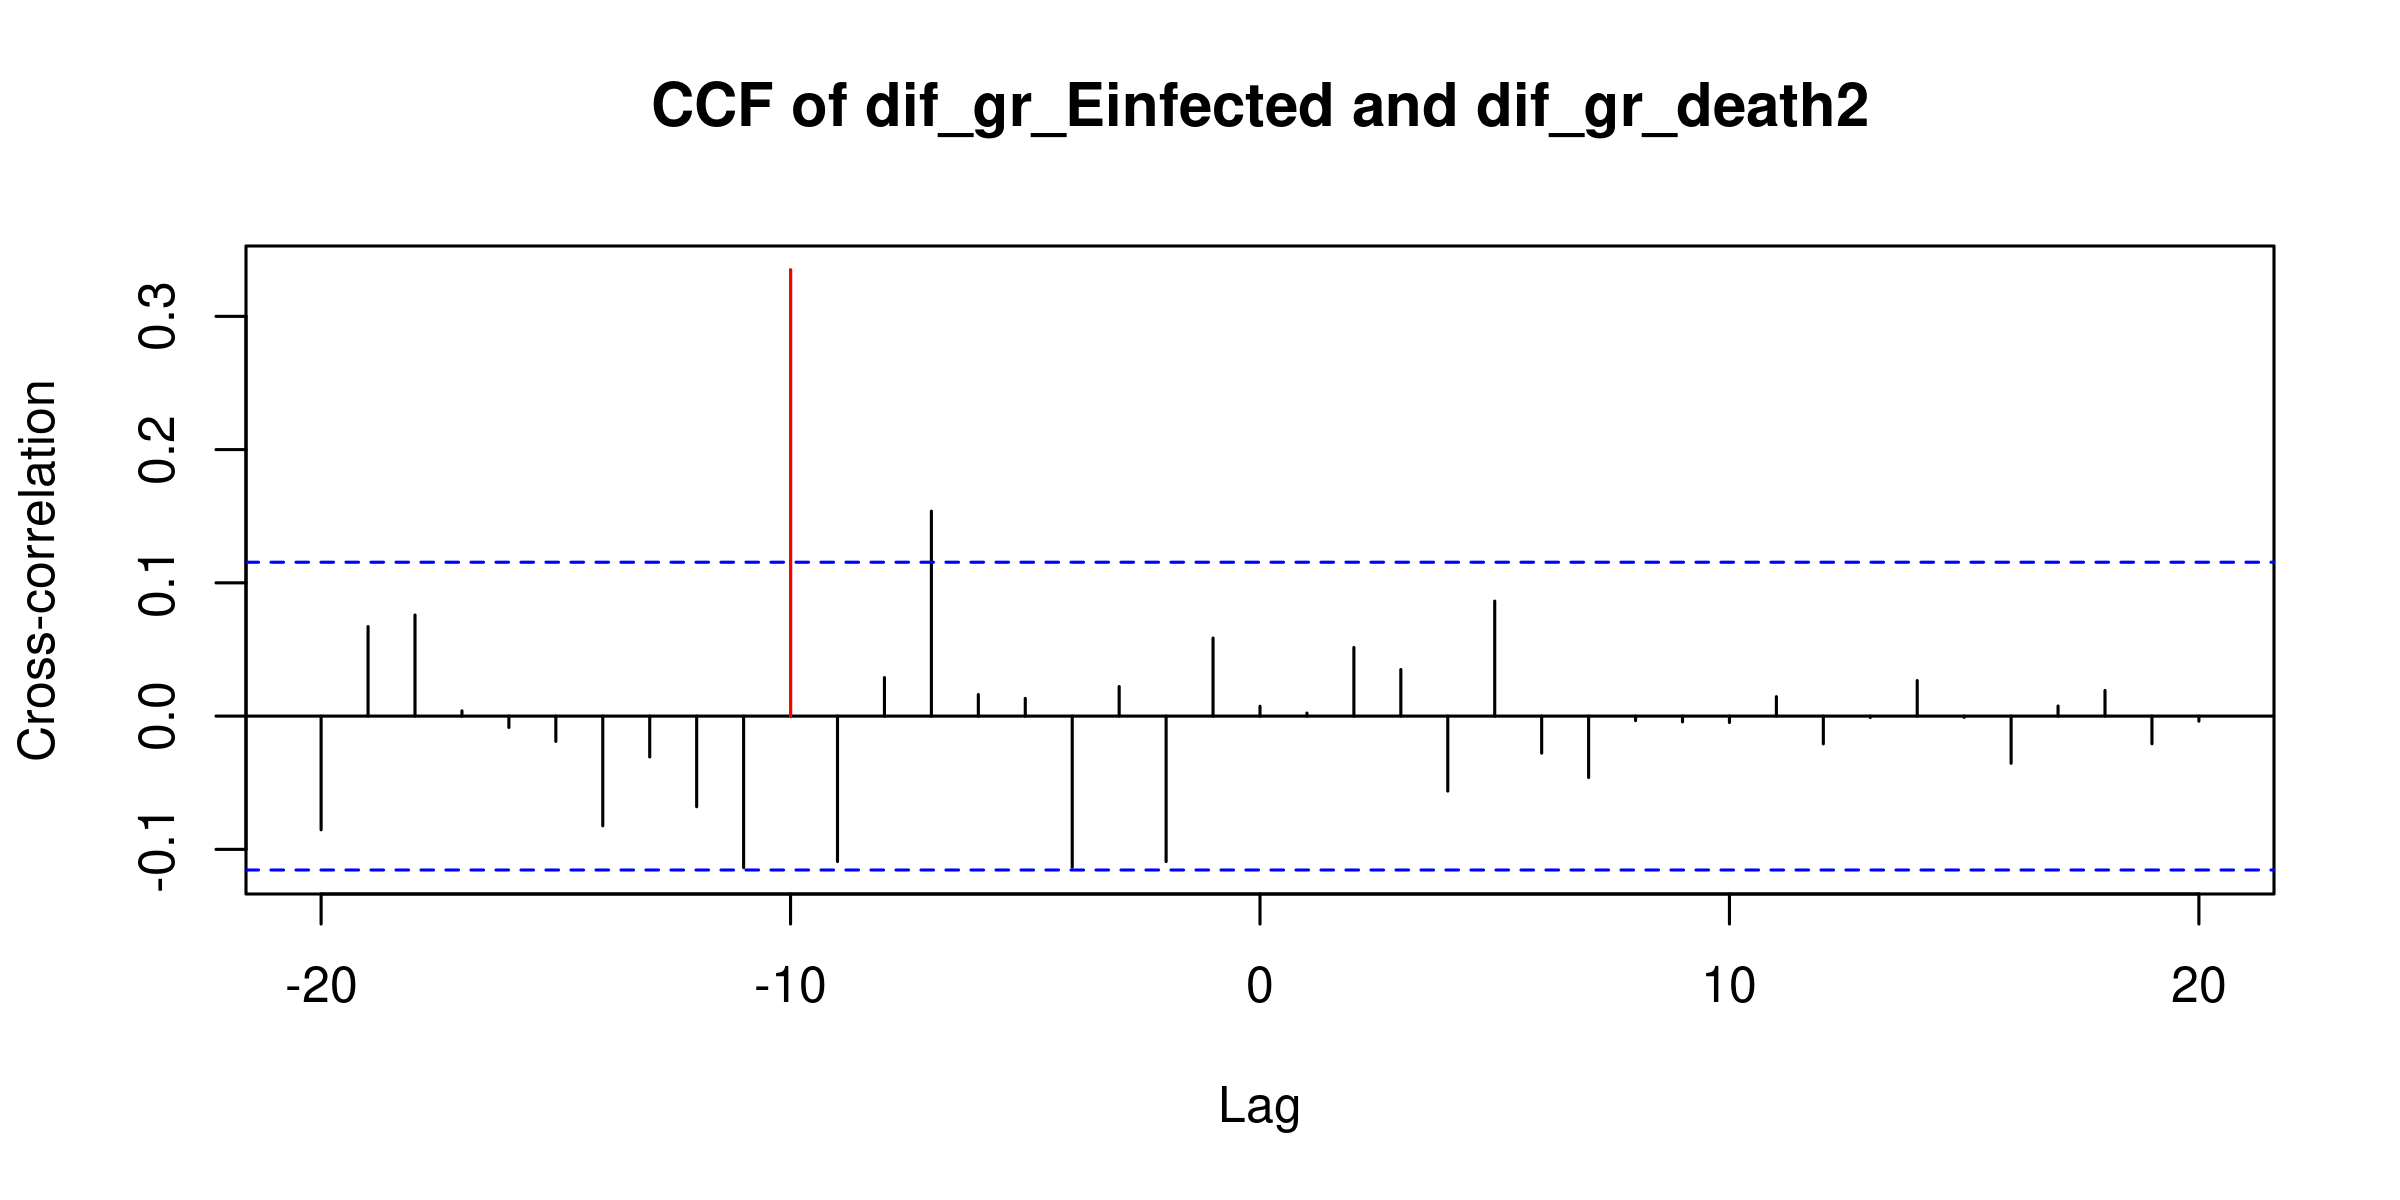 CCF of dif_gr_Einfected and dif_gr_death2
Cross-correlation
0.3
0.2
0.1
0.0
-0.1
-20 -10 0 10 20
Lag